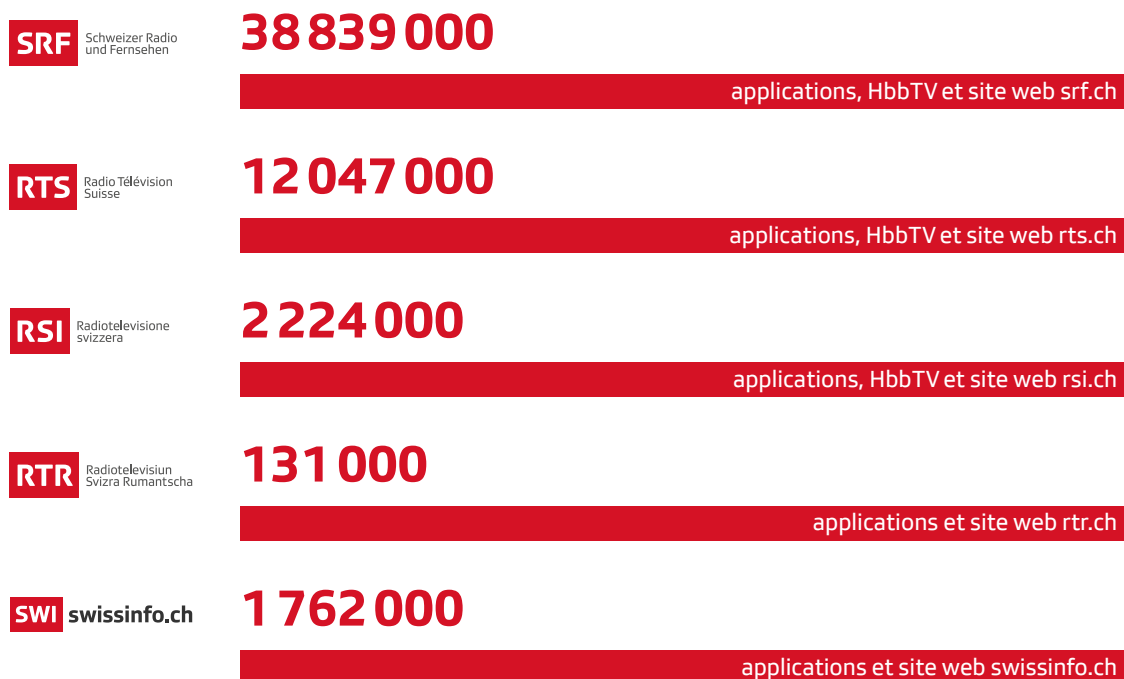 SRF Schweizer Radio
und Fernsehen
38 839 000
applications, HbbTV et site web srf.ch
RTS Radio Télévision
Suisse
12 047 000
applications, HbbTV et site web rts.ch
RSI Radiotelevisione
svizzera
2 224 000
applications, HbbTV et site web rsi.ch
RTR Radiotelevisiun
Svizra Rumantscha
131 000
applications et site web rtr.ch
SWI swissinfo.ch
1 762 000
applications et site web swissinfo.ch